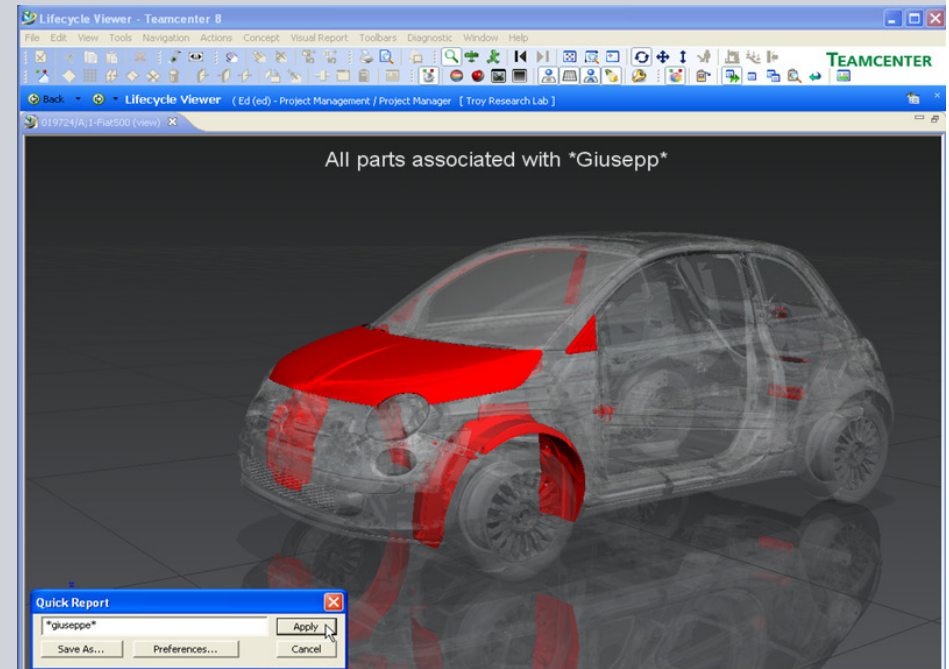 Lifecycle Viewer - Teamcenter 8
File Edit View Tools Navigation Actions Concept Visual Report Toolbars Diagnostic Window Help
TEAMCENTER
Back Lifecycle Viewer ( Ed (ed) - Project Management / Project Manager [ Troy Research Lab ]
019724/A;1-Fiat500 (view)
All parts associated with *Giusepp*
Quick Report
*giuseppe* Apply
Save As... Preferences... Cancel